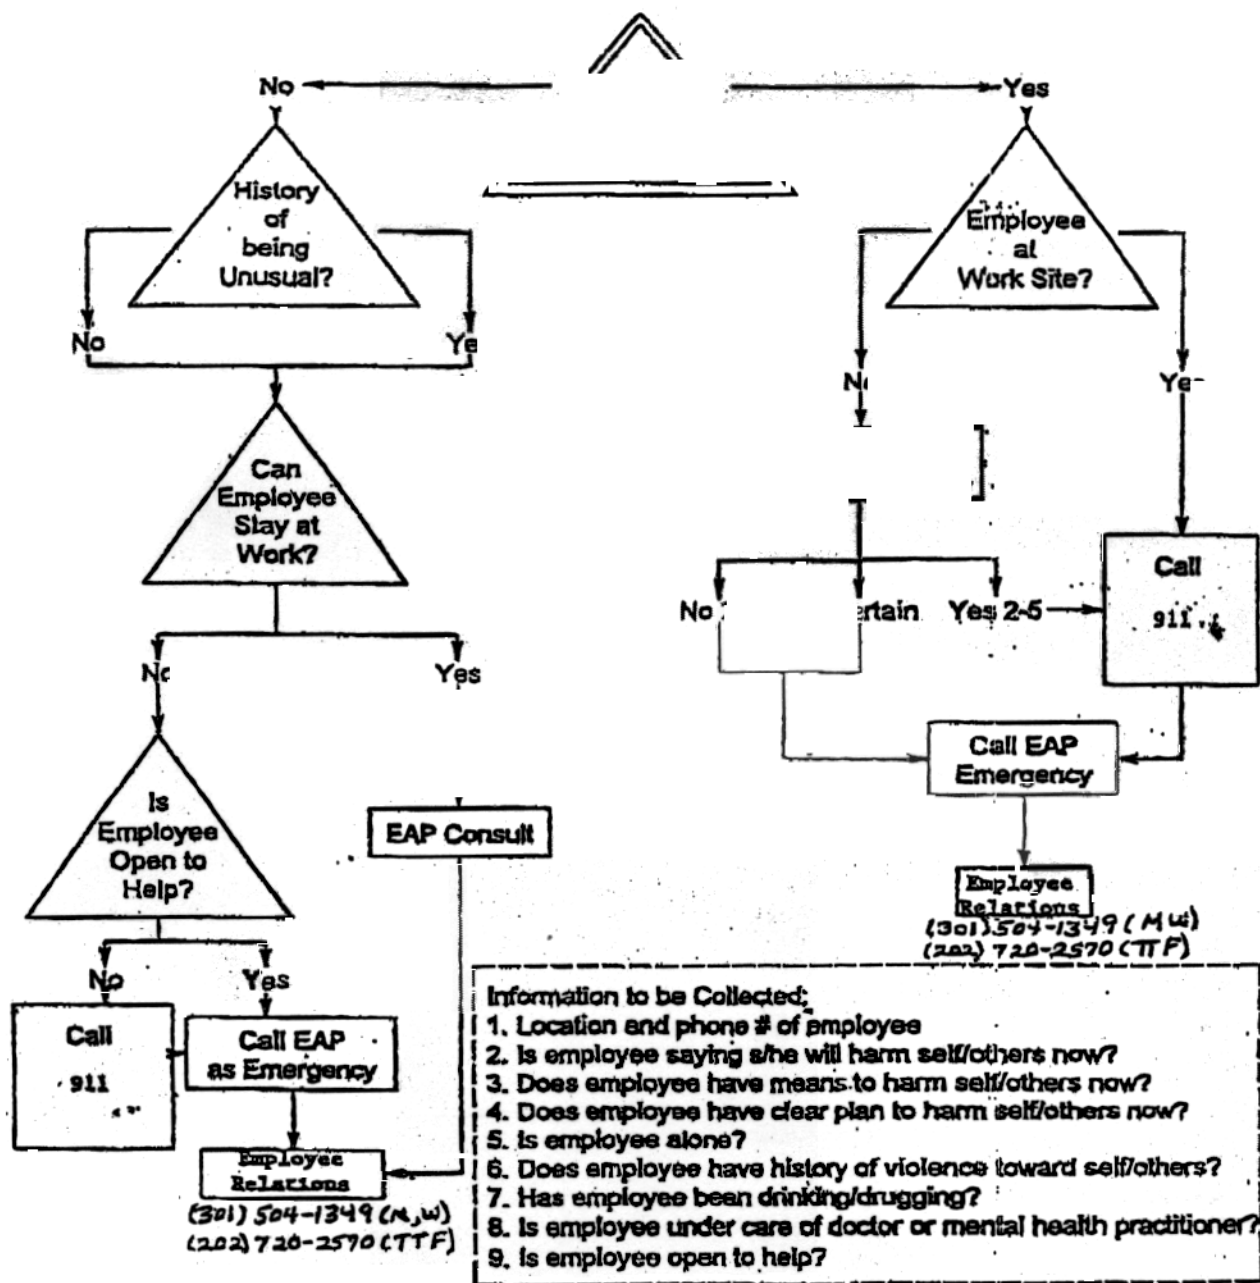 No
Yes
History
of
being
Unusual?
Employee
at
Work Site?
No
Ye
N
Ye
Can
Employee
Stay at
Work?
No
ertain
Yes 2-5
Call
911
No
Yes
Call EAP
Emergency
Is
Employee
Open to
Help?
EAP Consult
Employee
Relations
(301) 504-1349 (M W)
(202) 720-2570 (TTF)
No
Yes
Call
911
Call EAP
as Emergency
Employee
Relations
(301) 504-1349 (M,W)
(202) 720-2570 (TTF)
Information to be Collected:
1. Location and phone # of employee
2. Is employee saying s/he will harm self/others now?
3. Does employee have means to harm self/others now?
4. Does employee have clear plan to harm self/others now?
5. Is employee alone?
6. Does employee have history of violence toward self/others?
7. Has employee been drinking/drugging?
8. Is employee under care of doctor or mental health practitioner?
9. Is employee open to help?